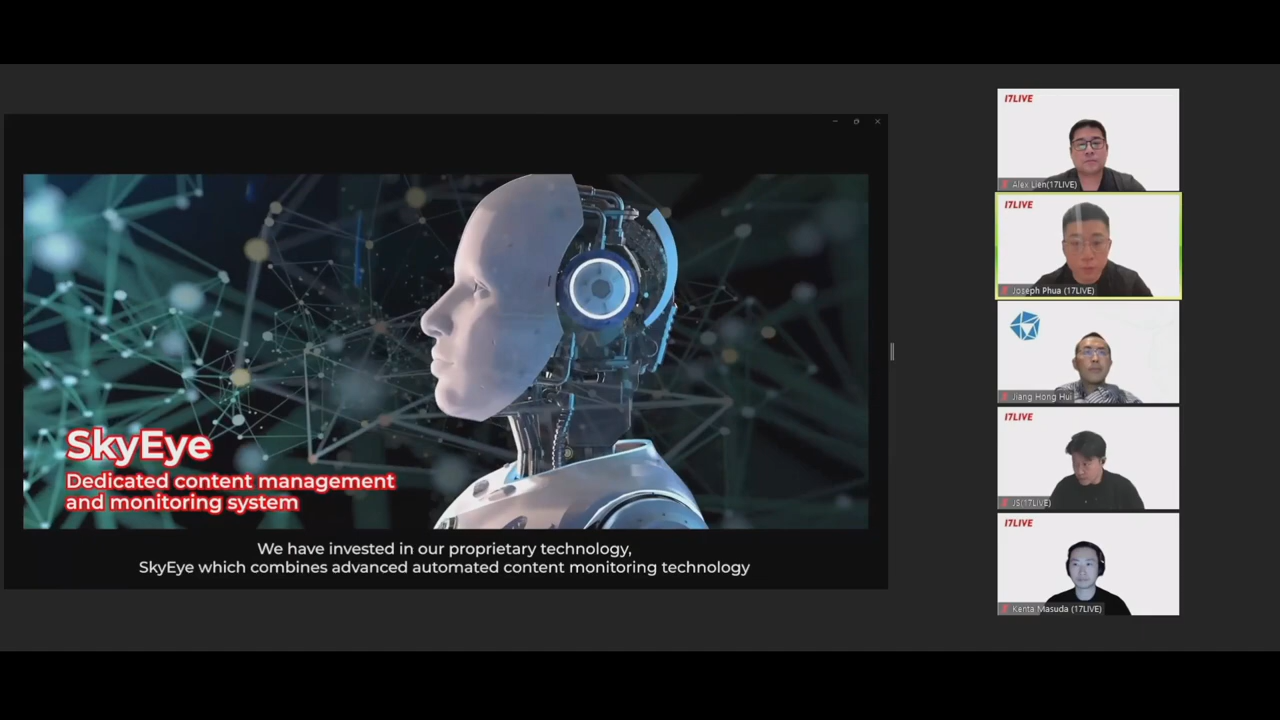 SkyEye
Dedicated content management
and monitoring system
We have invested in our proprietary technology,
SkyEye which combines advanced automated content monitoring technology
17LIVE
Alex Lien(17LIVE)
17LIVE
Joseph Phua (17LIVE)
Jiang Hong Hui
17LIVE
JS(17LIVE)
17LIVE
Kenta Masuda (17LIVE)